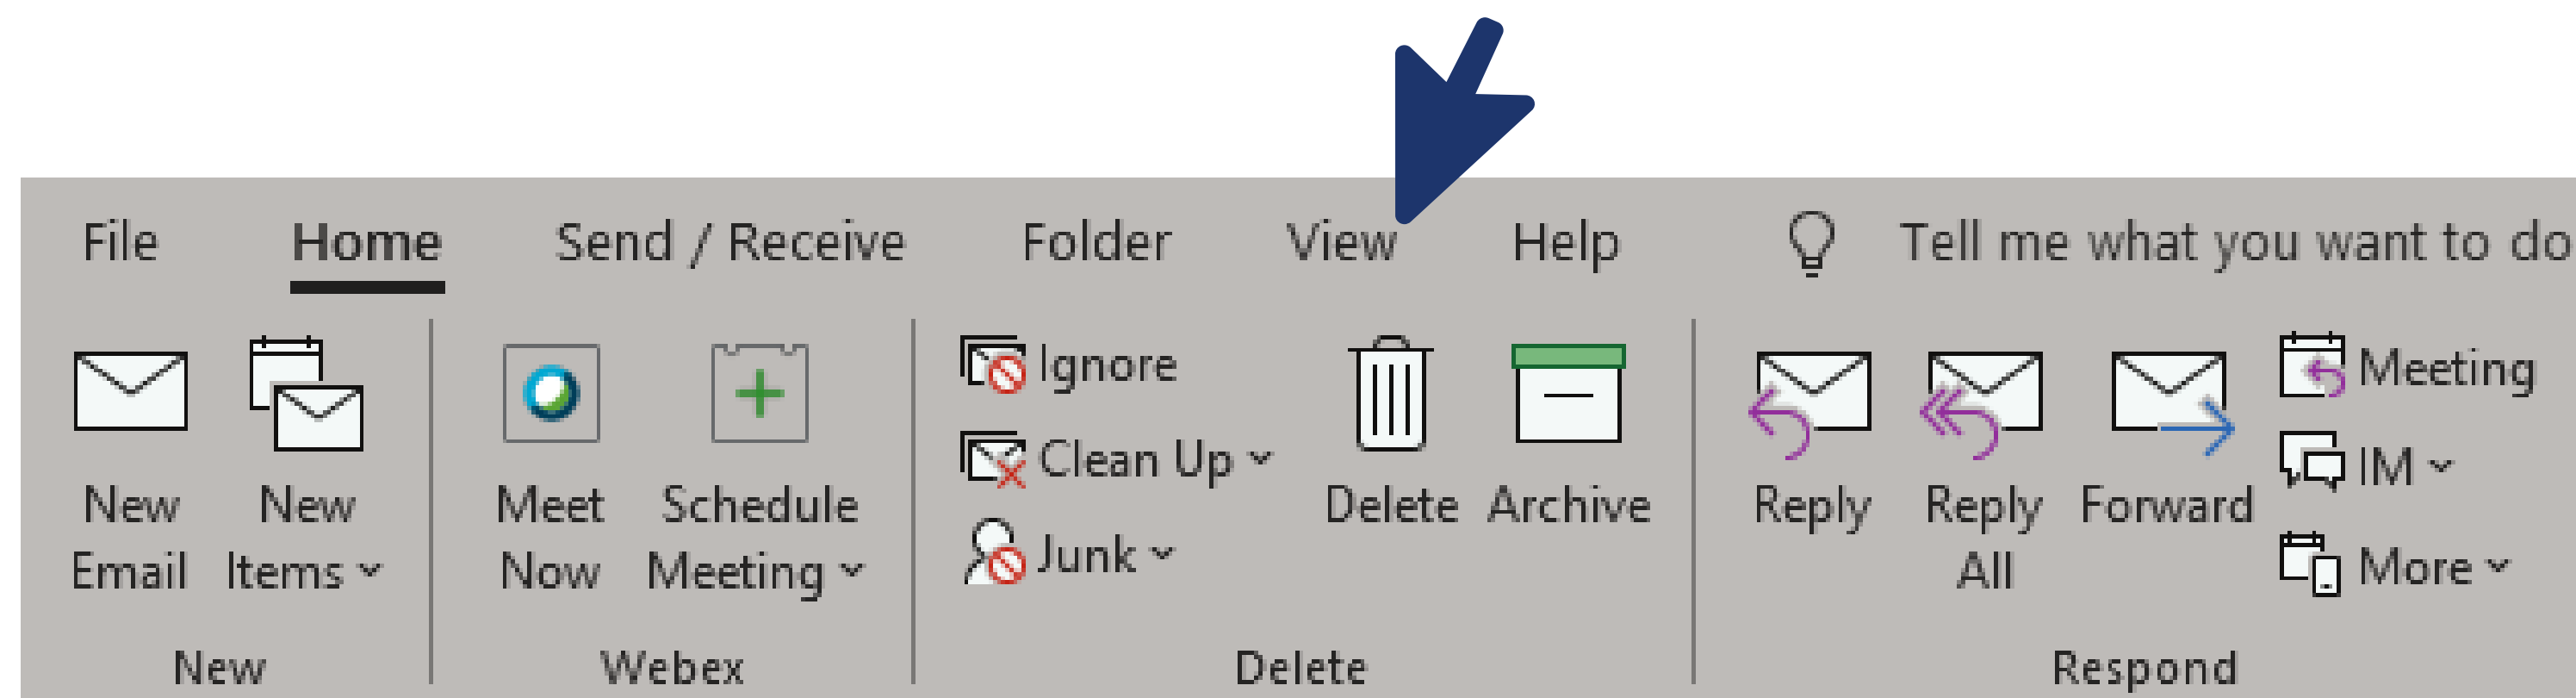 File Home Send / Receive Folder View Help Tell me what you want to do
New
Email
New
Items
New
Meet
Now
Schedule
Meeting
Webex
Ignore
Clean Up
Junk
Delete
Archive
Delete
Reply
Reply
All
Forward
Meeting
IM
More
Respond